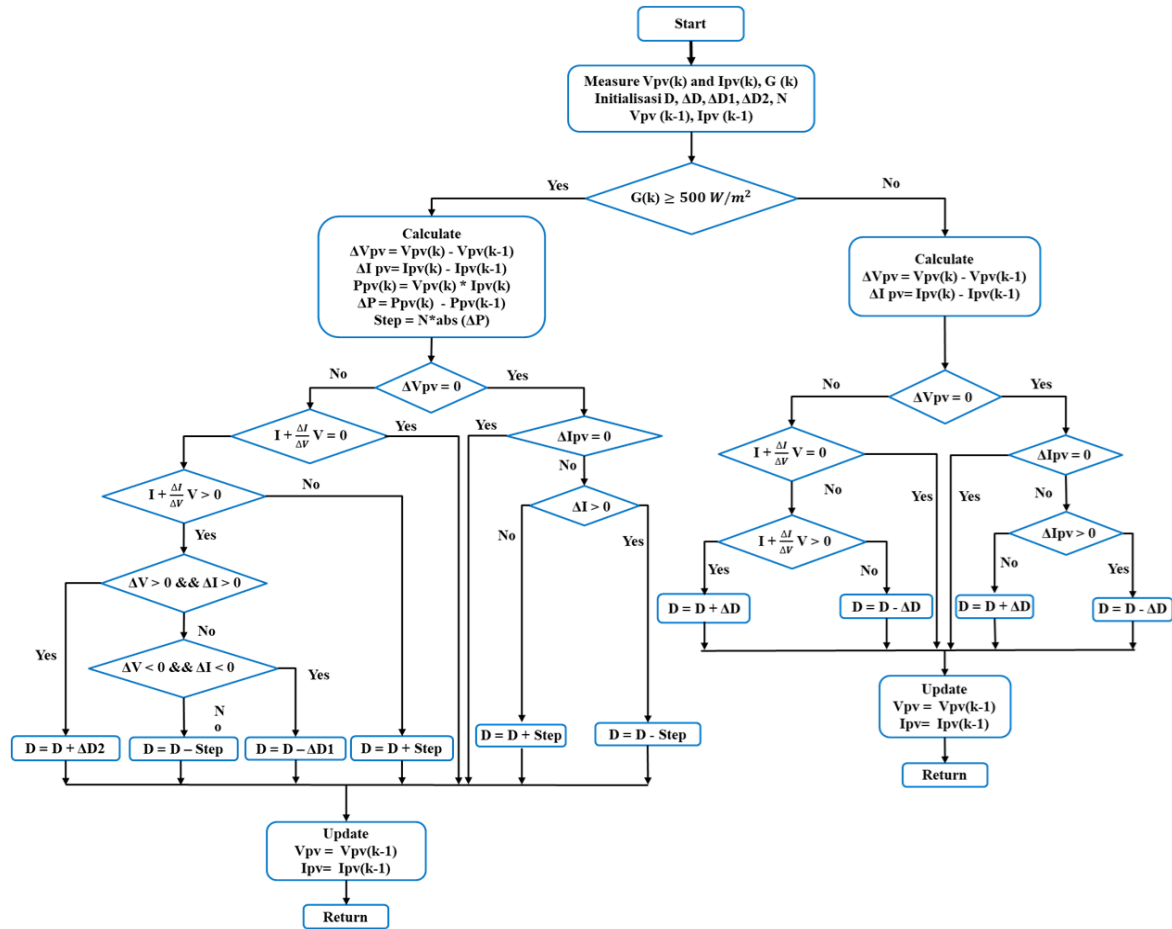 Start
Measure Vpv(k) and Ipv(k), G (k)
Initialisasi D, ΔD, ΔD1, ΔD2, N
Vpv (k-1), Ipv (k-1)
Yes
G(k) ≥ 500 W/m²
No
Calculate
ΔVpv = Vpv(k) - Vpv(k-1)
ΔI pv= Ipv(k) - Ipv(k-1)
Ppv(k) = Vpv(k) * Ipv(k)
ΔP = Ppv(k) - Ppv(k-1)
Step = N*abs (ΔP)
No
ΔVpv = 0
Yes
I + ΔI/ΔV V = 0
Yes
Yes
ΔIpv = 0
No
I + ΔI/ΔV V > 0
No
Yes
No
ΔI > 0
Yes
ΔV > 0 && ΔI > 0
Yes
No
ΔV < 0 && ΔI < 0
Yes
N
o
D = D + ΔD2
D = D – Step
D = D – ΔD1
D = D + Step
D = D + Step
D = D - Step
Update
Vpv = Vpv(k-1)
Ipv= Ipv(k-1)
Return
Calculate
ΔVpv = Vpv(k) - Vpv(k-1)
ΔI pv= Ipv(k) - Ipv(k-1)
No
ΔVpv = 0
Yes
I + ΔI/ΔV V = 0
Yes
No
Yes
ΔIpv = 0
No
I + ΔI/ΔV V > 0
Yes
No
ΔIpv > 0
No
Yes
D = D + ΔD
D = D - ΔD
D = D + ΔD
D = D - ΔD
Update
Vpv = Vpv(k-1)
Ipv= Ipv(k-1)
Return